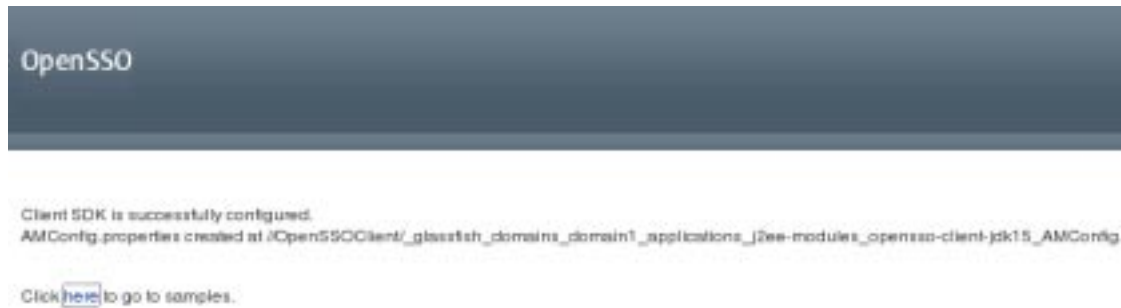 OpenSSO
Client SDK is successfully configured.
AMConfig.properties created at //OpenSSOClient/_glassfish_domains_domain1_applications_j2ee-modules_opensso-client-jdk15_AMConfig.
Click here to go to samples.